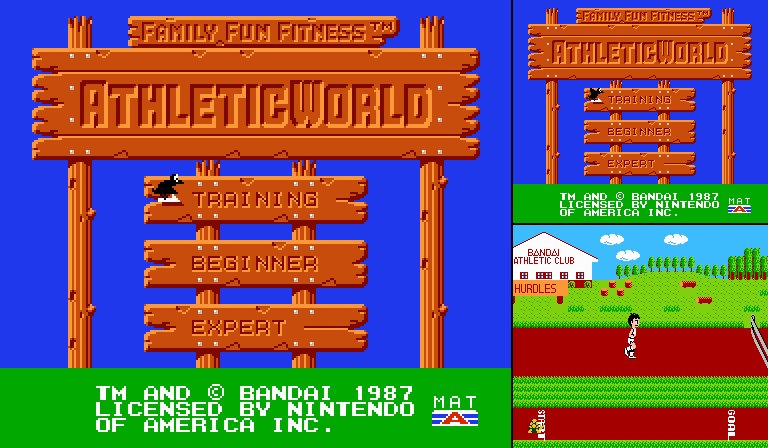 FAMILY FUN FITNESS™
ATHLETICWORLD
TRAINING
BEGINNER
EXPERT
TM AND © BANDAI 1987
LICENSED BY NINTENDO
OF AMERICA INC.
MAT
A
FAMILY FUN FITNESS™
ATHLETICWORLD
TRAINING
BEGINNER
EXPERT
TM AND © BANDAI 1987
LICENSED BY NINTENDO
OF AMERICA INC.
MAT
A
BANDAI
ATHLETIC CLUB
HURDLES
START
GOAL